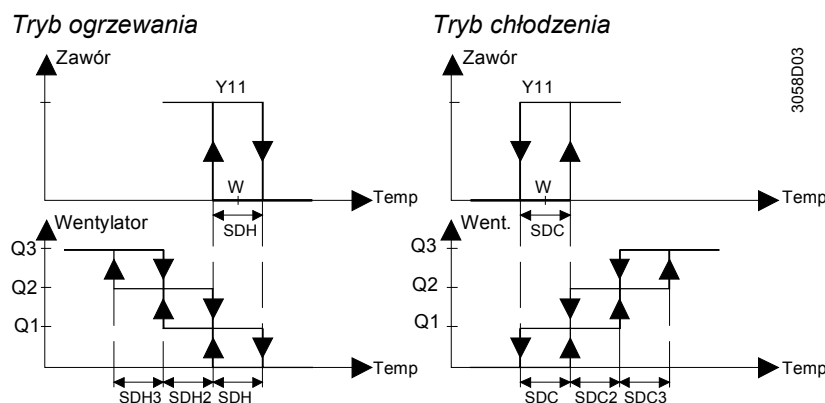 Tryb ogrzewania
Zawór
Y11
W
Temp
SDH
Wentylator
Q3
Q2
Q1
Temp
SDH3 SDH2 SDH
Tryb chłodzenia
Zawór
Y11
3058D03
W
Temp
SDC
Went.
Q3
Q2
Q1
Temp
SDC SDC2 SDC3